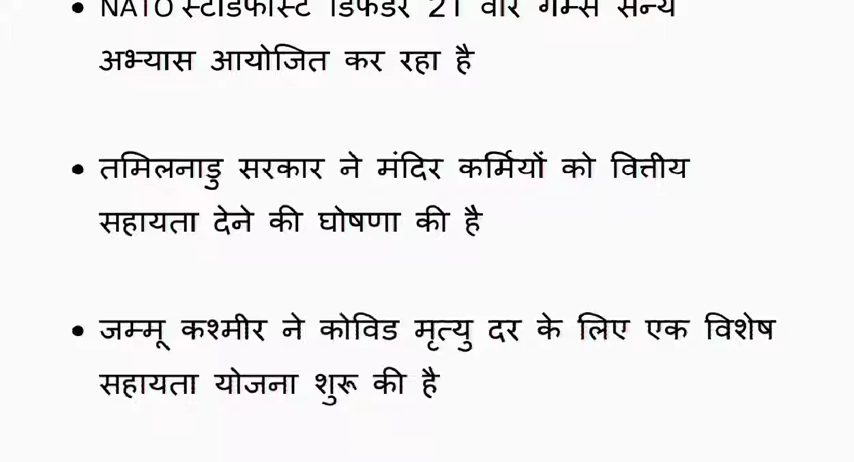 • NATO स्टीडफास्ट डिफेंडर 21 वॉर गेम्स सैन्य
अभ्यास आयोजित कर रहा है
• तमिलनाडु सरकार ने मंदिर कर्मियों को वित्तीय
सहायता देने की घोषणा की है
• जम्मू कश्मीर ने कोविड मृत्यु दर के लिए एक विशेष
सहायता योजना शुरू की है